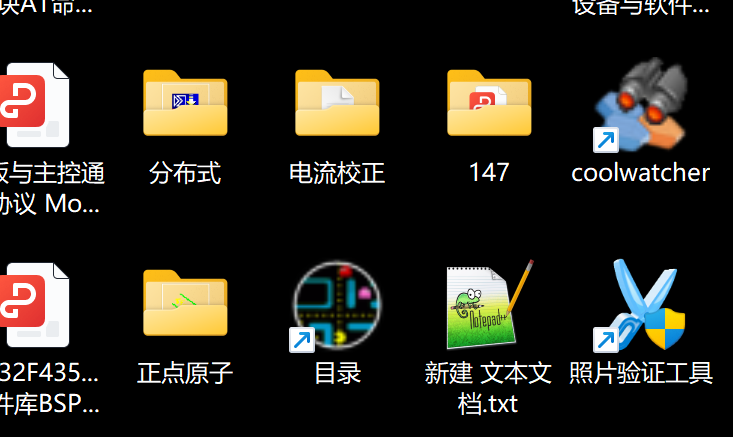 块AT命...
设备与软件...
分布式
电流校正
147
coolwatcher
板与主控通
协议 Mo...
正点原子
目录
新建 文本文
档.txt
照片验证工具
32F435...
件库BSP...
Notepad++